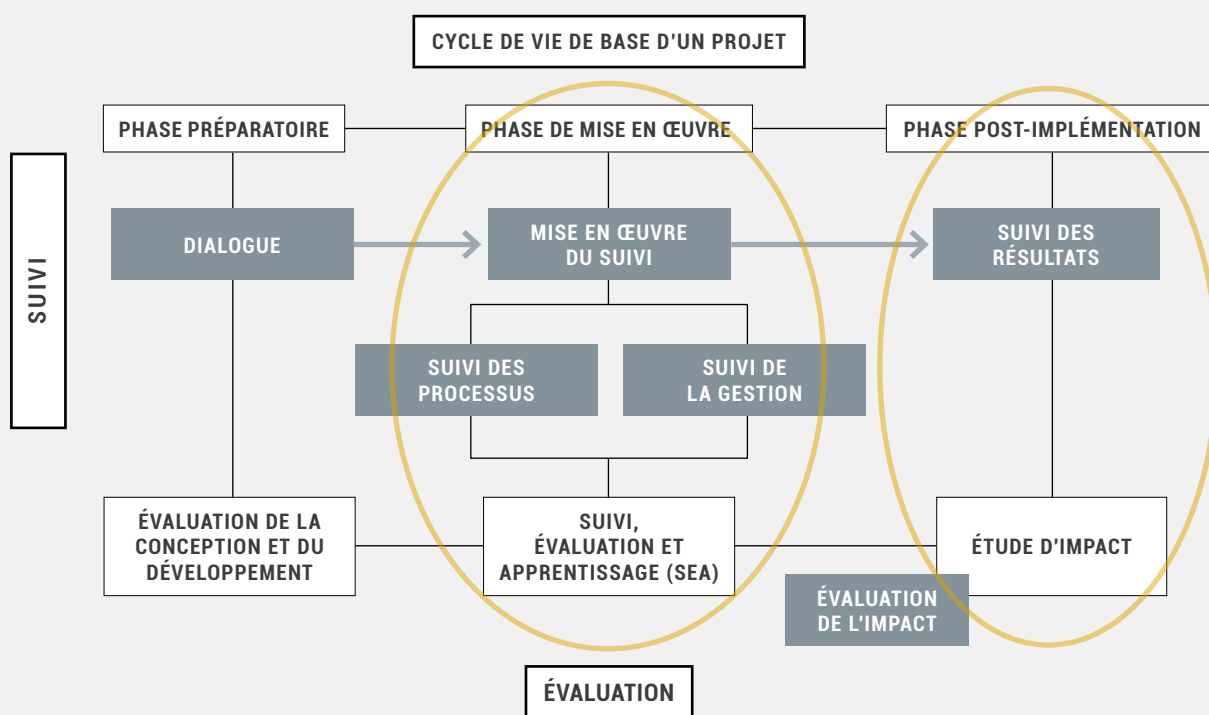 CYCLE DE VIE DE BASE D'UN PROJET
PHASE PRÉPARATOIRE
PHASE DE MISE EN ŒUVRE
PHASE POST-IMPLÉMENTATION
SUIVI
DIALOGUE
MISE EN ŒUVRE
DU SUIVI
SUIVI DES
RÉSULTATS
SUIVI DES
PROCESSUS
SUIVI DE
LA GESTION
ÉVALUATION DE LA
CONCEPTION ET DU
DÉVELOPPEMENT
SUIVI,
ÉVALUATION ET
APPRENTISSAGE (SEA)
ÉTUDE D'IMPACT
ÉVALUATION
DE L'IMPACT
ÉVALUATION